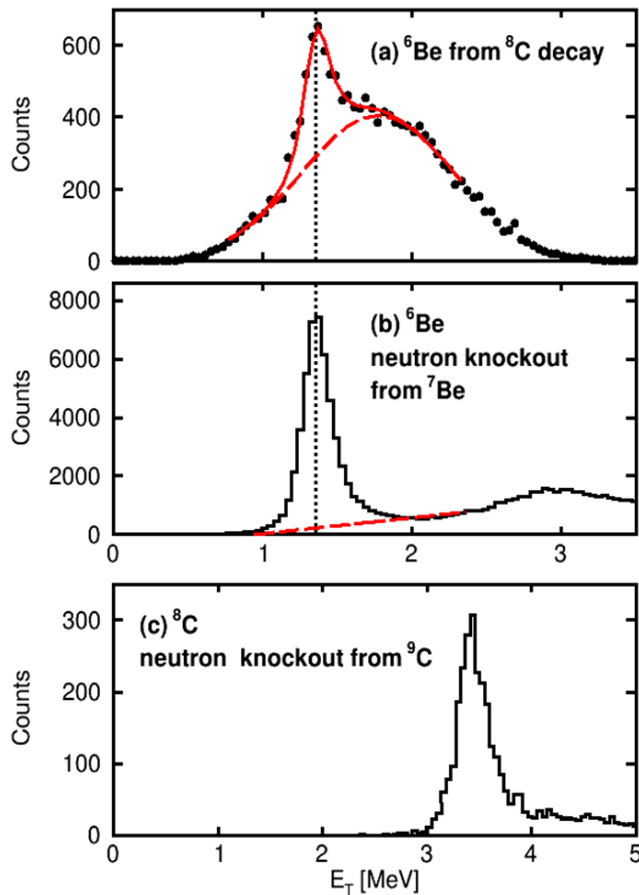 600
(a) ⁶Be from ⁸C decay
Counts
400
200
0
8000
(b) ⁶Be
6000
neutron knockout
from ⁷Be
Counts
4000
2000
0
0 1 2 3
(c) ⁸C
300
neutron knockout from ⁹C
Counts
200
100
0
0 1 2 3 4 5
E_T [MeV]